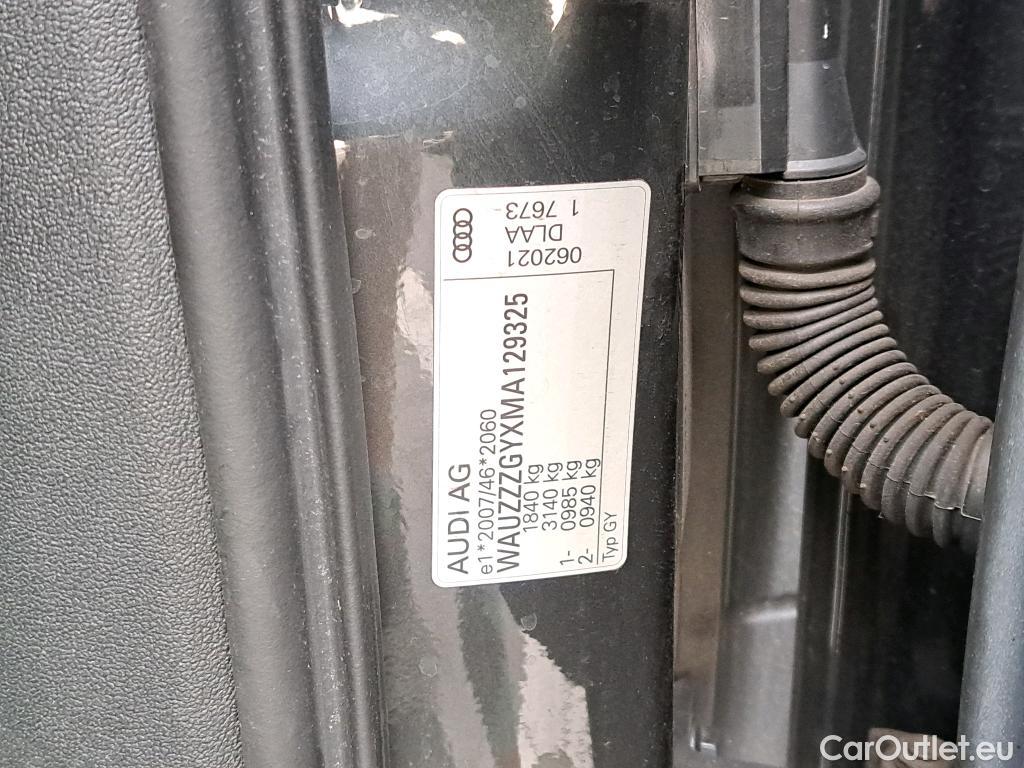 AUDI AG
e1*2007/46*2060
WAUZZZGYXMA129325
1840 kg
3140 kg
1- 0985 kg
2- 0940 kg
Typ GY
062021
DLAA
1 7673
CarOutlet.eu